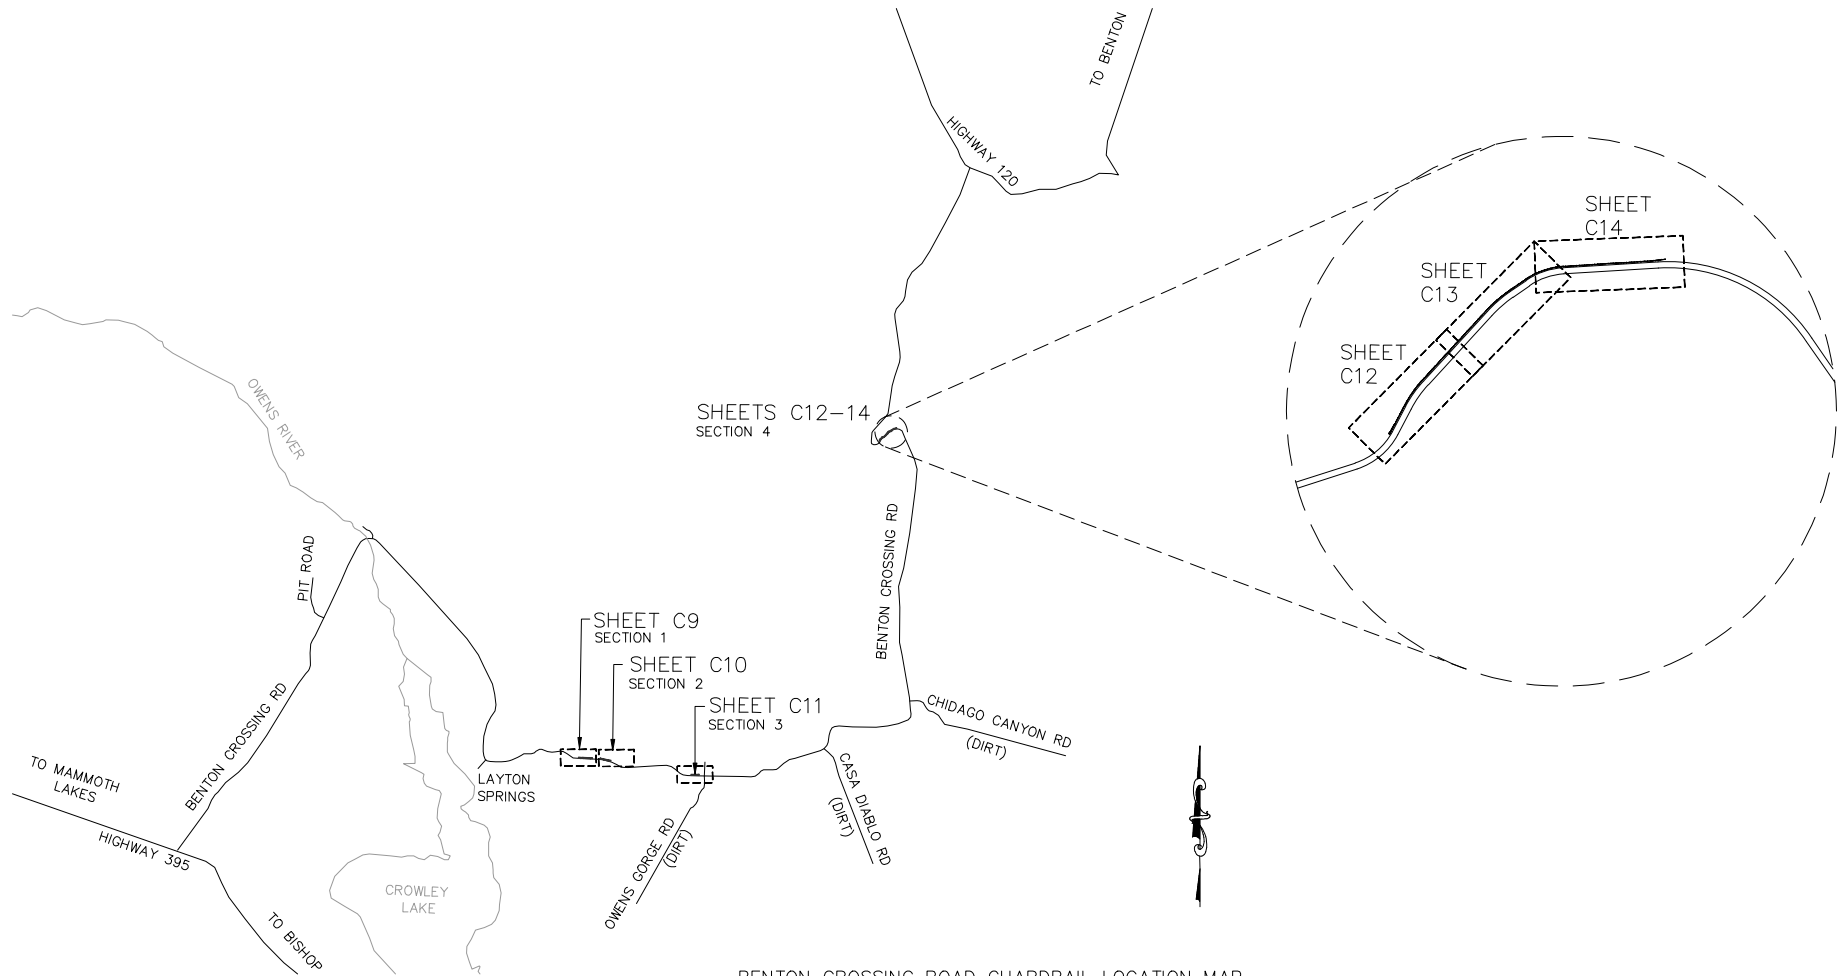 TO BENTON
HIGHWAY 120
SHEET
C14
SHEET
C13
SHEET
C12
OWENS RIVER
SHEETS C12-14
SECTION 4
PIT ROAD
BENTON CROSSING RD
SHEET C9
SECTION 1
SHEET C10
SECTION 2
SHEET C11
SECTION 3
BENTON CROSSING RD
CHIDAGO CANYON RD
(DIRT)
TO MAMMOTH
LAKES
LAYTON
SPRINGS
CASA DIABLO RD
(DIRT)
HIGHWAY 395
OWENS GORGE RD
(DIRT)
CROWLEY
LAKE
TO BISHOP
BENTON CROSSING ROAD GUARDRAIL LOCATION MAP